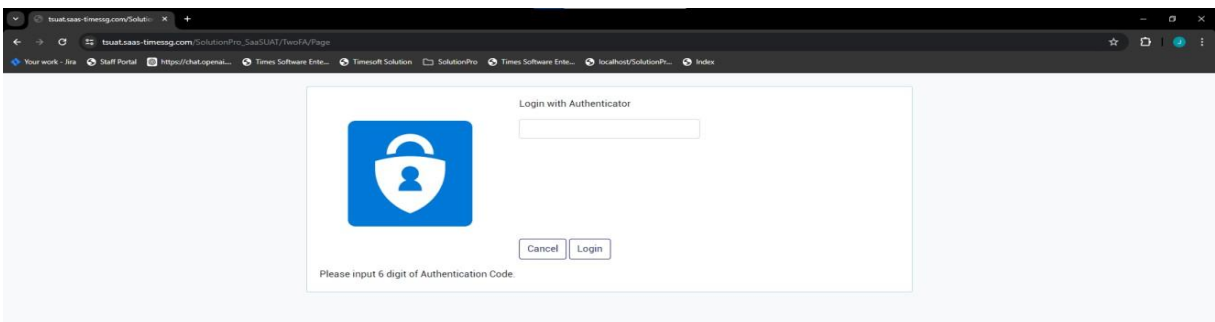 tsuat.saas-timessg.com/Solutio
tsuat.saas-timessg.com/SolutionPro_SaaSUAT/TwoFA/Page
Your work - Jira Staff Portal https://chat.openai.... Times Software Ente... Timesoft Solution SolutionPro Times Software Ente... localhost/SolutionPr... Index
Login with Authenticator
Cancel Login
Please input 6 digit of Authentication Code.